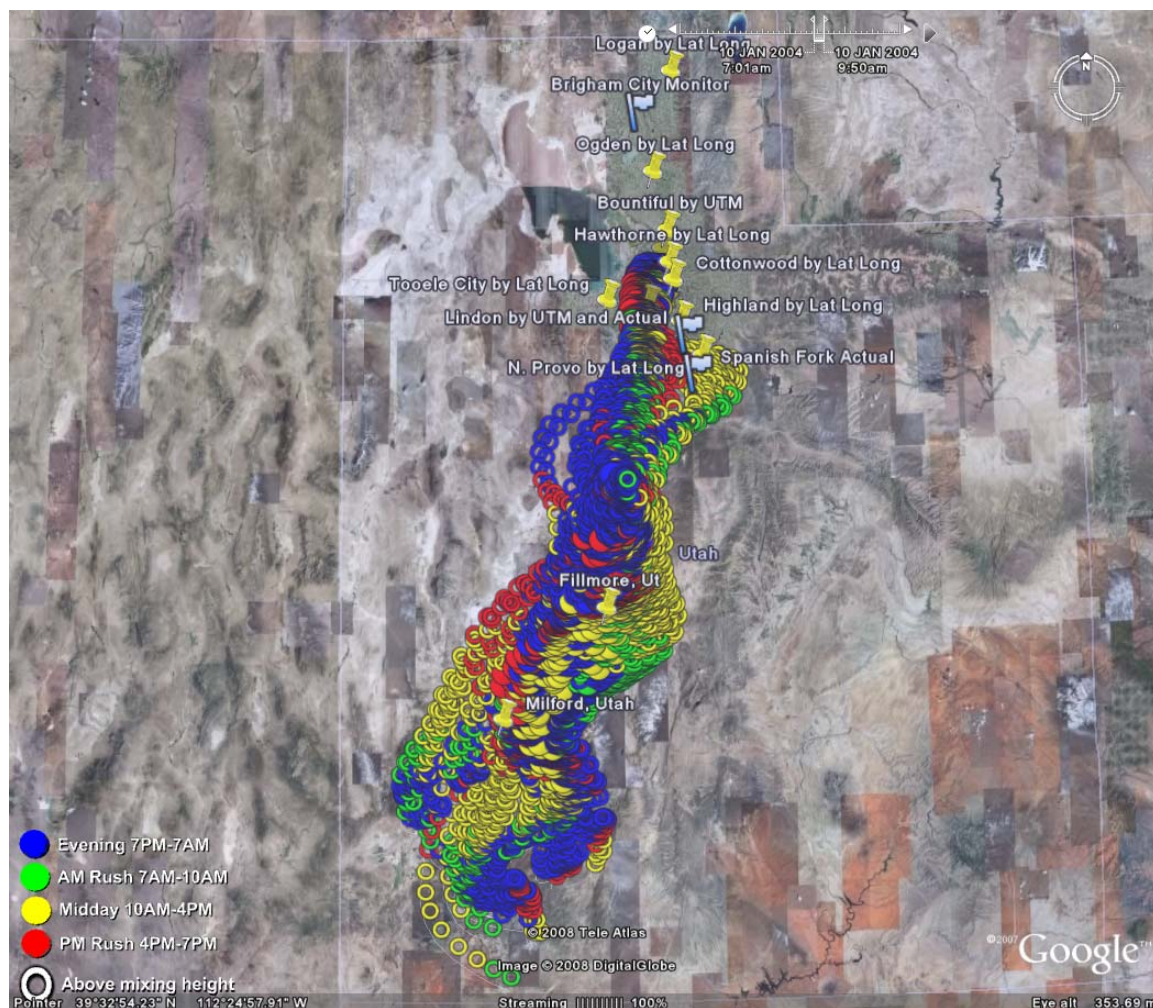 Logan by Lat Long
10 JAN 2004
7:01am
10 JAN 2004
9:50am
N
Brigham City Monitor
Ogden by Lat Long
Bountiful by UTM
Hawthorne by Lat Long
Cottonwood by Lat Long
Tooele City by Lat Long
Highland by Lat Long
Lindon by UTM and Actual
Spanish Fork Actual
N. Provo by Lat Long
Utah
Fillmore, Ut
Milford, Utah
Evening 7PM-7AM
AM Rush 7AM-10AM
Midday 10AM-4PM
PM Rush 4PM-7PM
Above mixing height
© 2008 Tele Atlas
Image © 2008 DigitalGlobe
©2007 Google™
Pointer 39°32'54.23" N 112°24'57.91" W Streaming |||||||||| 100% Eye alt 353.69 m